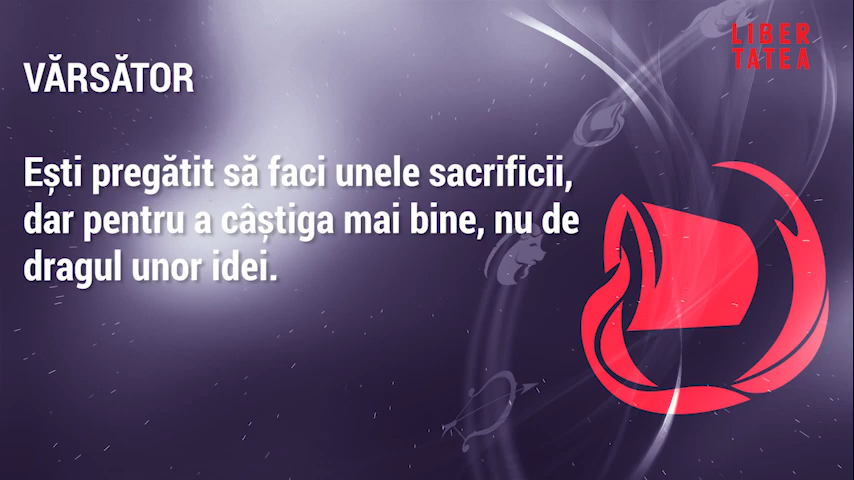 LIBER
TATEA
VĂRSĂTOR
Ești pregătit să faci unele sacrificii,
dar pentru a câștiga mai bine, nu de
dragul unor idei.